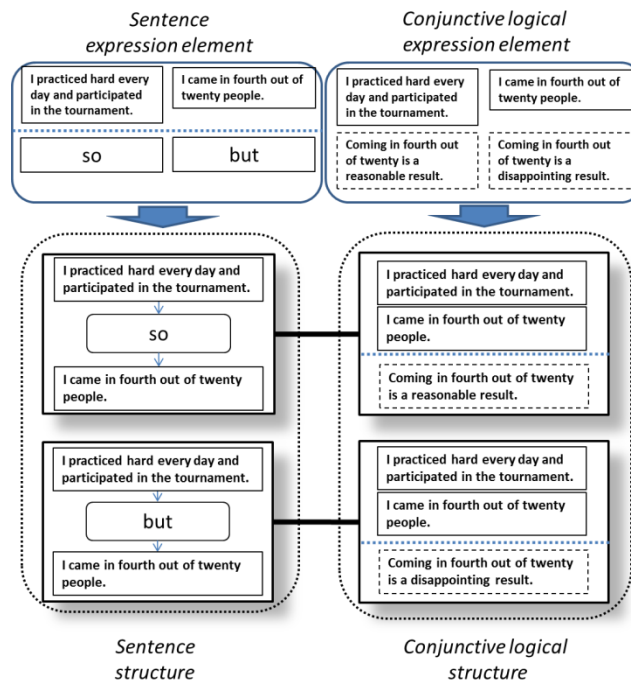 Sentence
expression element
Conjunctive logical
expression element
I practiced hard every
day and participated
in the tournament.
I came in fourth out of
twenty people.
so
but
I practiced hard every
day and participated
in the tournament.
I came in fourth out of
twenty people.
Coming in fourth out
of twenty is a
reasonable result.
Coming in fourth out
of twenty is a
disappointing result.
I practiced hard every day and
participated in the tournament.
so
I came in fourth out of twenty
people.
I practiced hard every day and
participated in the tournament.
I came in fourth out of twenty
people.
Coming in fourth out of twenty
is a reasonable result.
I practiced hard every day and
participated in the tournament.
but
I came in fourth out of twenty
people.
I practiced hard every day and
participated in the tournament.
I came in fourth out of twenty
people.
Coming in fourth out of twenty
is a disappointing result.
Sentence
structure
Conjunctive logical
structure